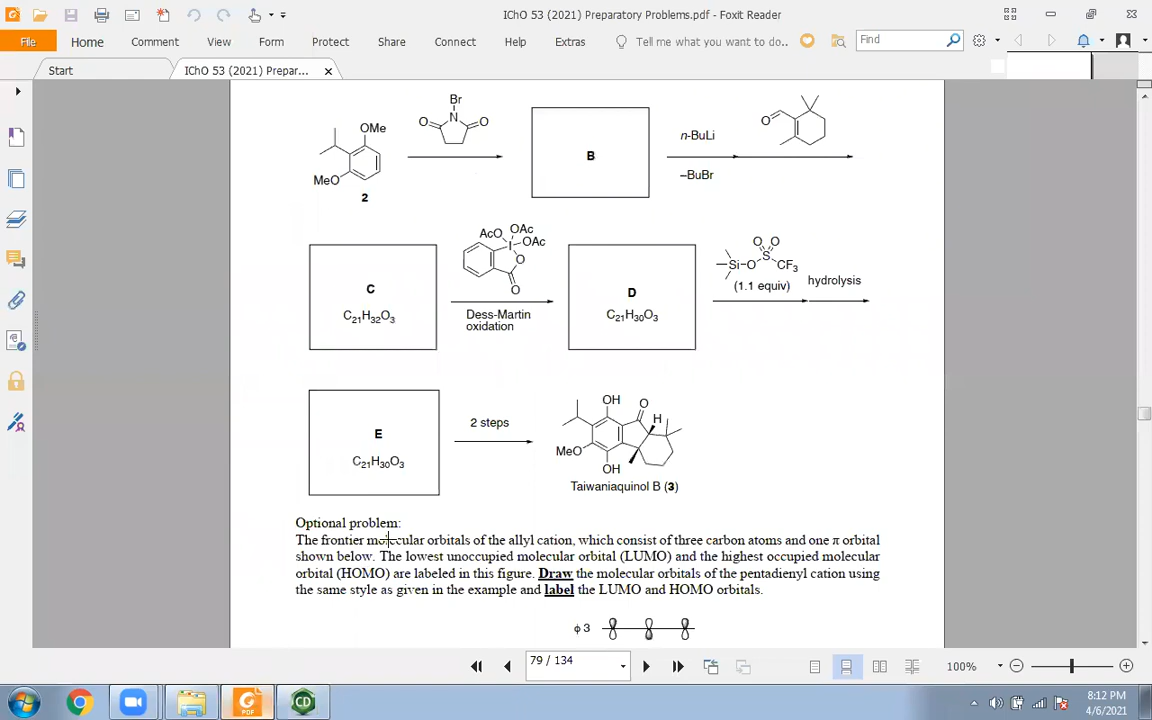 IChO 53 (2021) Preparatory Problems.pdf - Foxit Reader
File Home Comment View Form Protect Share Connect Help Extras Tell me what you want to do.. Find
Start IChO 53 (2021) Prepar...
Br
N
O O
OMe
MeO
2
B
n-BuLi
–BuBr
O
C
C21H32O3
AcO OAc
OAc
I
O
O
Dess-Martin
oxidation
D
C21H30O3
O O
S
Si O CF3
(1.1 equiv)
hydrolysis
E
C21H30O3
2 steps
OH O
H
MeO
OH
Taiwaniaquinol B (3)
Optional problem:
The frontier molecular orbitals of the allyl cation, which consist of three carbon atoms and one π orbital
shown below. The lowest unoccupied molecular orbital (LUMO) and the highest occupied molecular
orbital (HOMO) are labeled in this figure. Draw the molecular orbitals of the pentadienyl cation using
the same style as given in the example and label the LUMO and HOMO orbitals.
ϕ 3
79 / 134
100%
PDF
CD
8:12 PM
4/6/2021